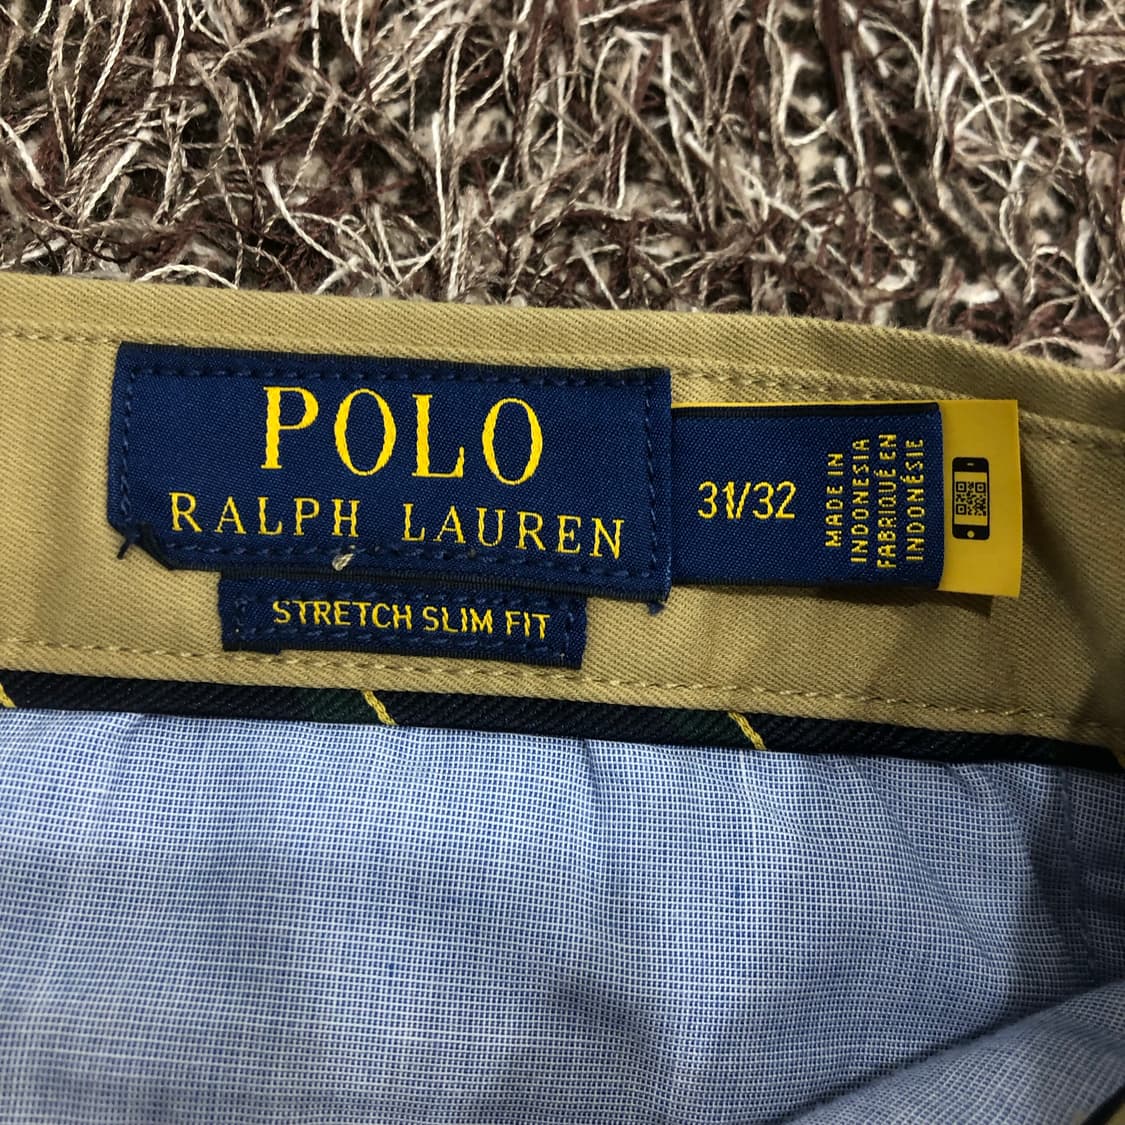 POLO
RALPH LAUREN
STRETCH SLIM FIT
31/32
MADE IN
INDONESIA
FABRIQUÉ EN
INDONÉSIE